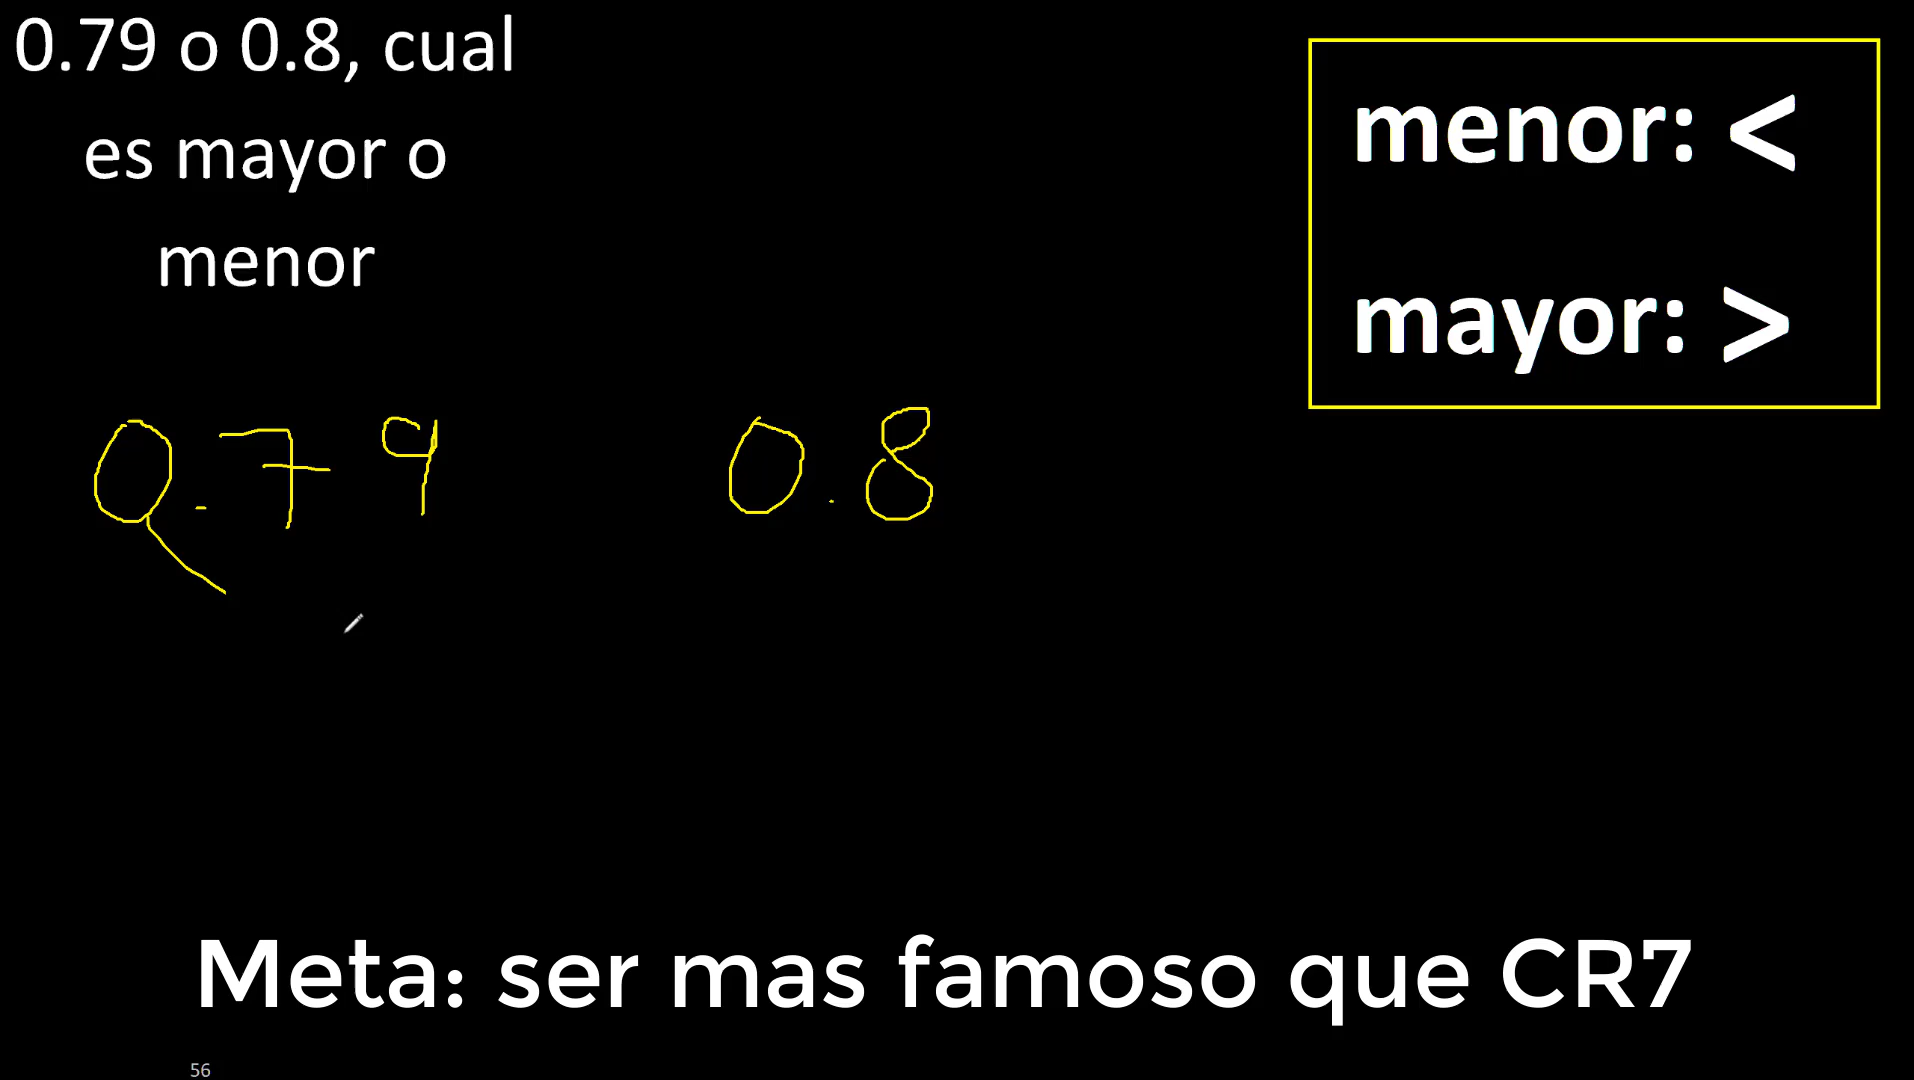 0.79 o 0.8, cual
es mayor o
menor
menor: <
mayor: >
0.79 0.8
Meta: ser mas famoso que CR7
56